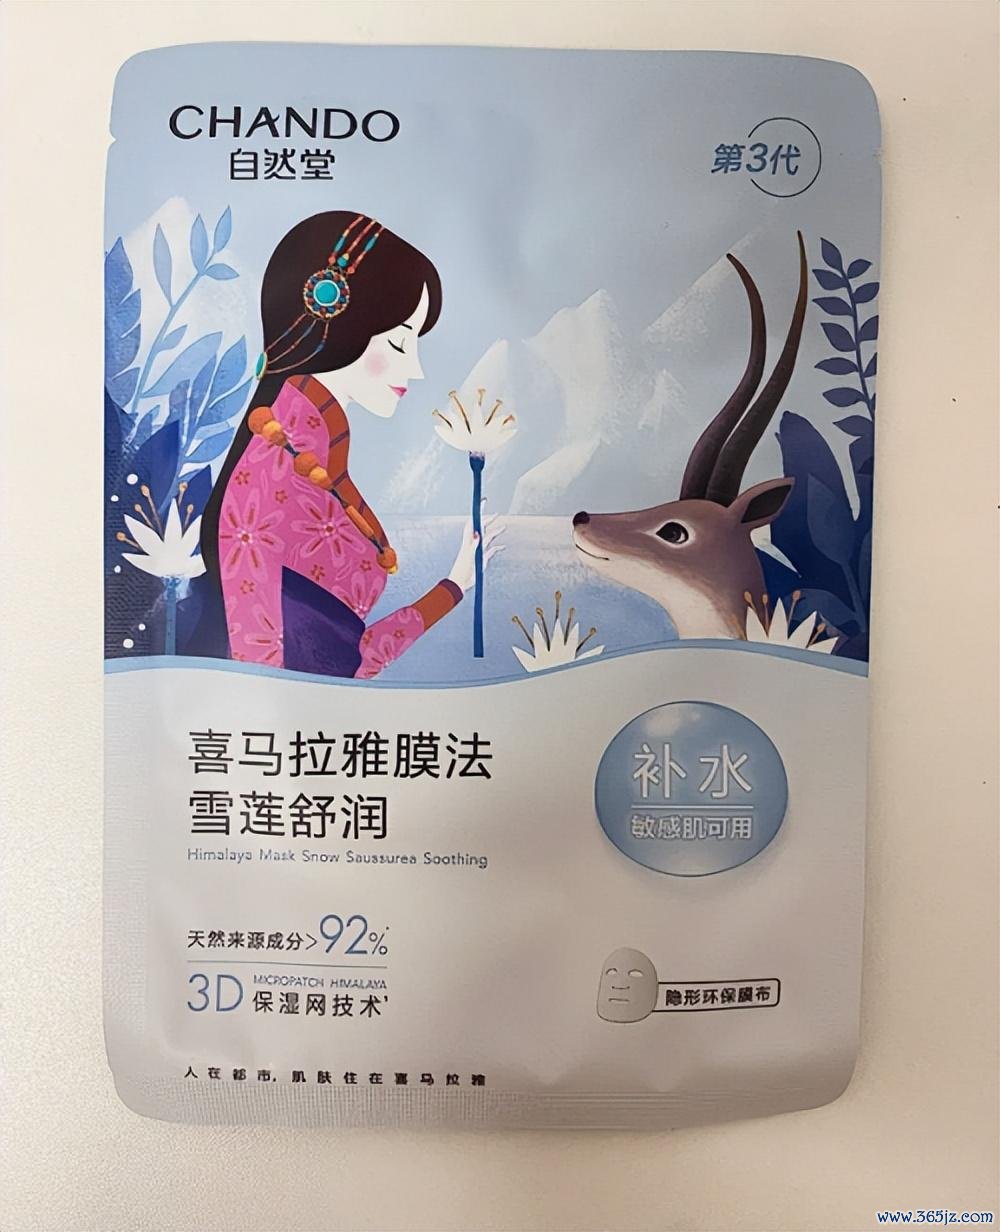 CHANDO
自然堂
第3代
喜马拉雅膜法
雪莲舒润
Himalaya Mask Snow Saussurea Soothing
补水
敏感肌可用
天然来源成分>92%
3D MICROPATCH HIMALAYA
保湿网技术
隐形环保膜布
人在都市,肌肤住在喜马拉雅
www.365jz.com